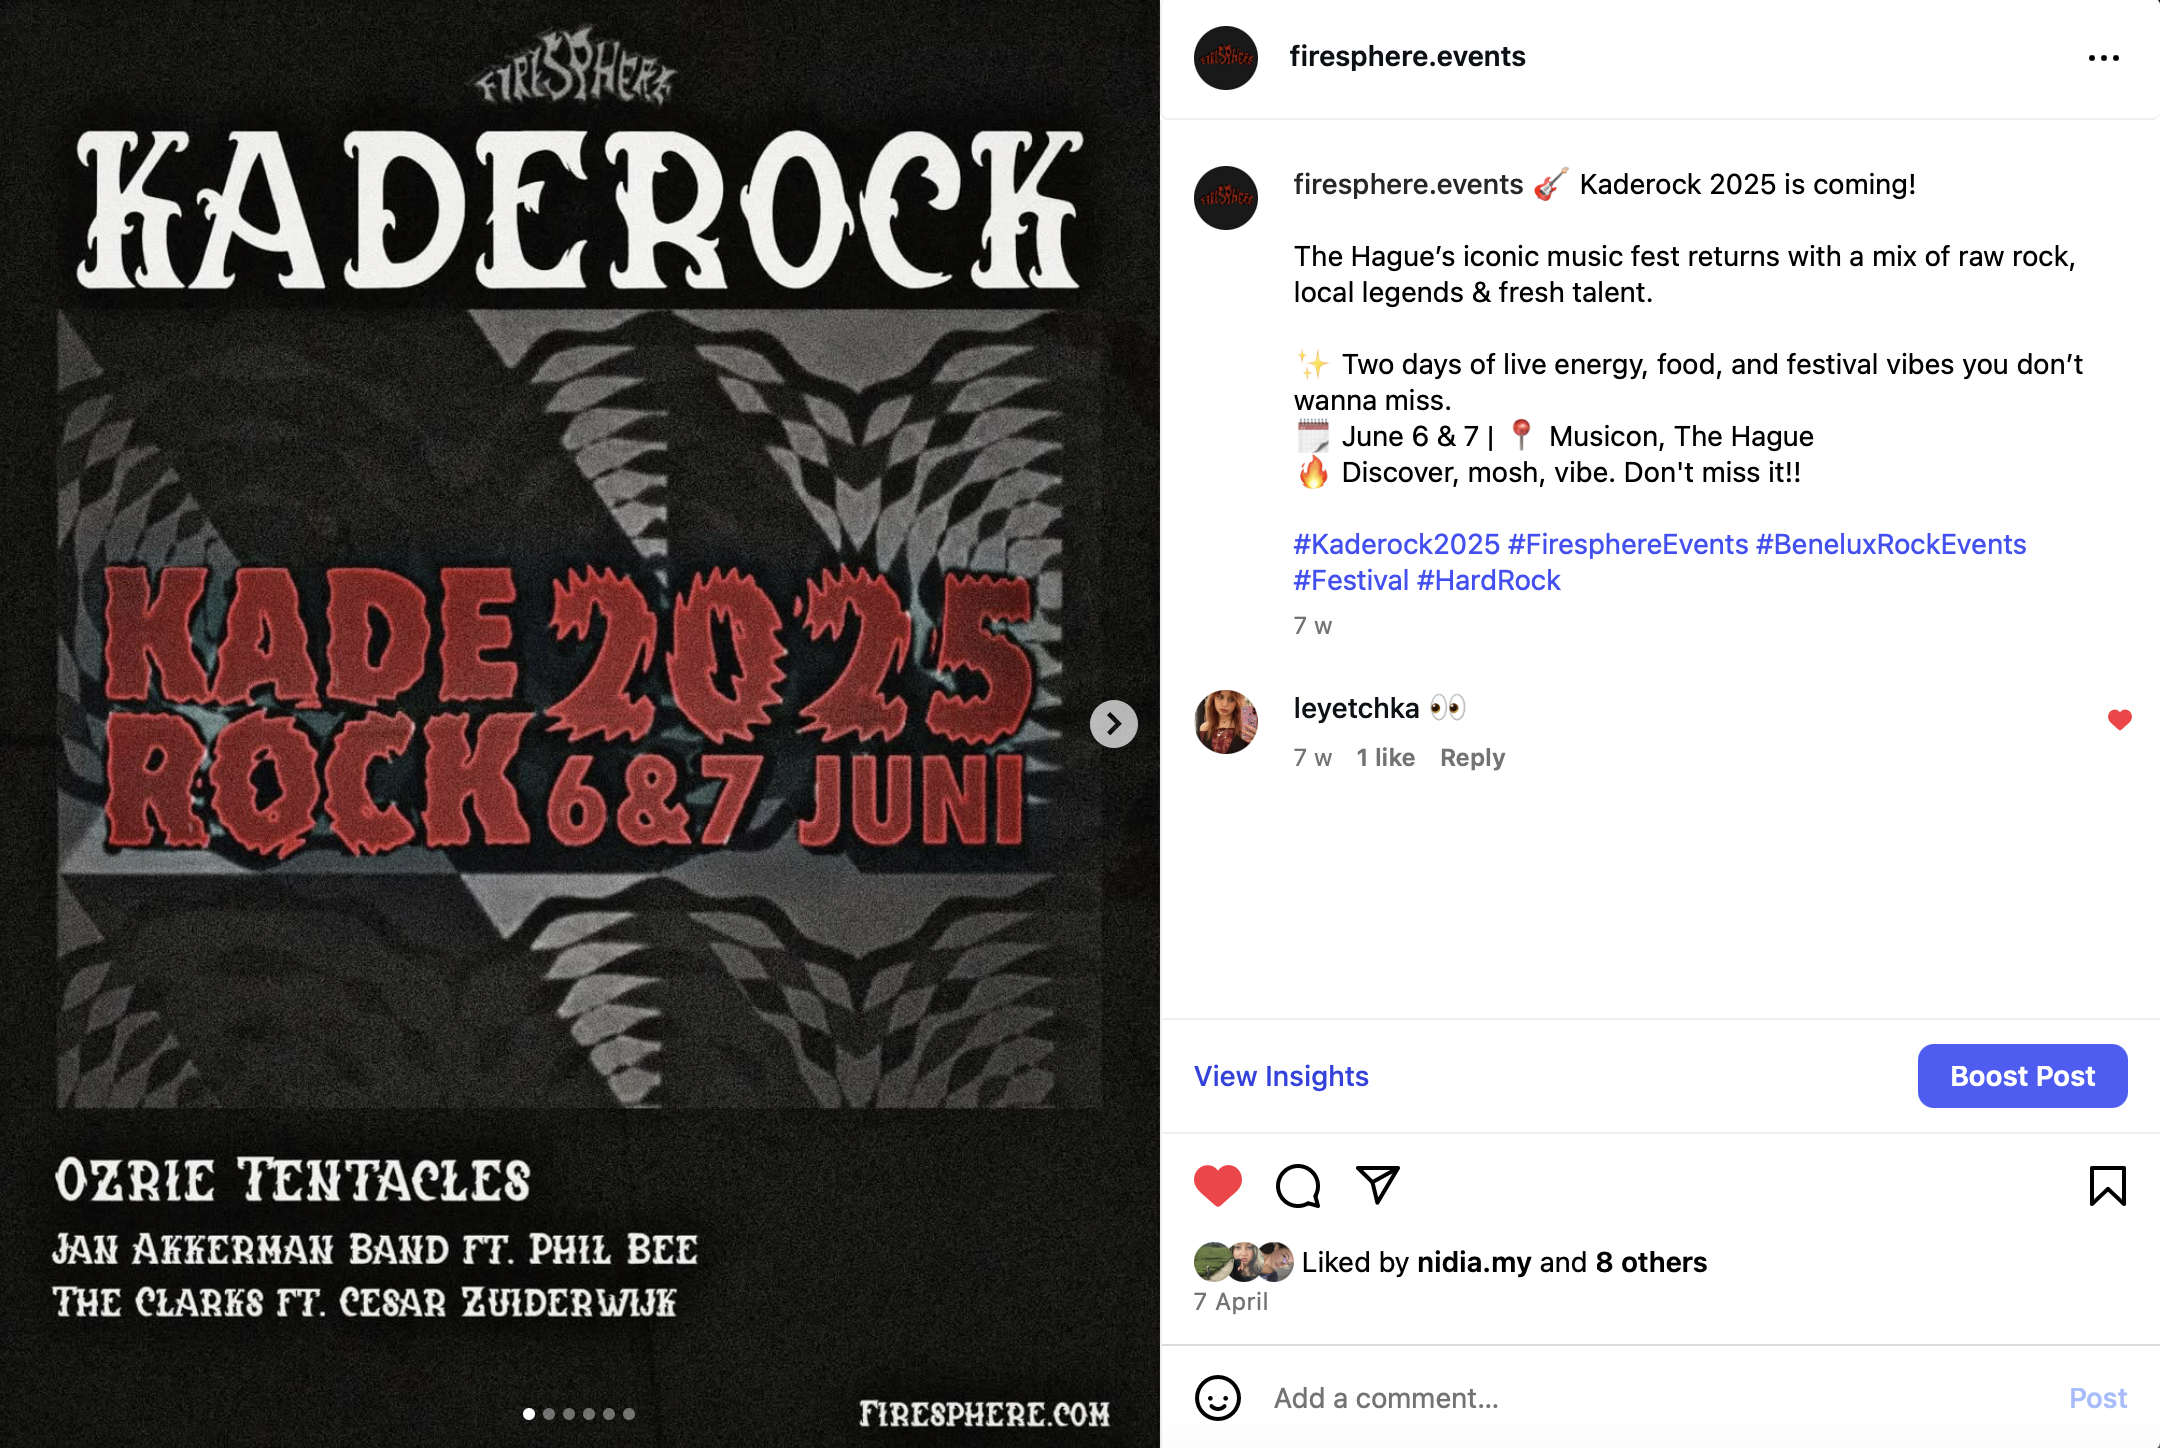 FIRESPHERE
KADEROCK
KADE 2025
ROCK 6&7 JUNI
OZRIE TENTACLES
JAN AKKERMAN BAND FT. PHIL BEE
THE CLARKS FT. CESAR ZUIDERWIJK
FIRESPHERE.COM
firesphere.events
firesphere.events 🎸 Kaderock 2025 is coming!
The Hague’s iconic music fest returns with a mix of raw rock,
local legends & fresh talent.
✨ Two days of live energy, food, and festival vibes you don’t
wanna miss.
🗓️ June 6 & 7 | 📍 Musicon, The Hague
🔥 Discover, mosh, vibe. Don't miss it!!
#Kaderock2025 #FiresphereEvents #BeneluxRockEvents
#Festival #HardRock
7 w
leyetchka 👀
7 w 1 like Reply
View Insights
Boost Post
Liked by nidia.my and 8 others
7 April
Add a comment...
Post